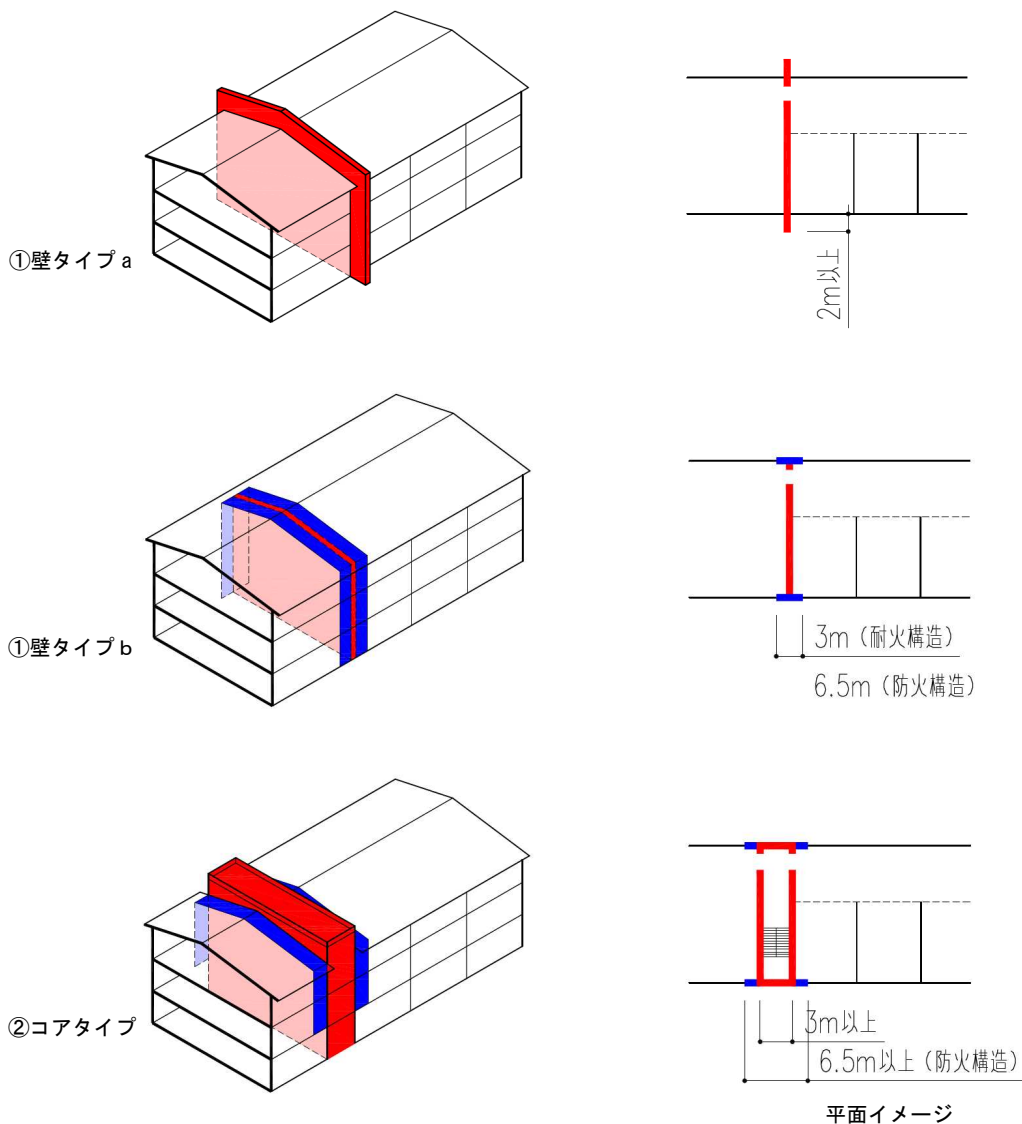 ①壁タイプａ
2m以上
①壁タイプｂ
3m（耐火構造）
6.5m（防火構造）
②コアタイプ
3m以上
6.5m以上（防火構造）
平面イメージ